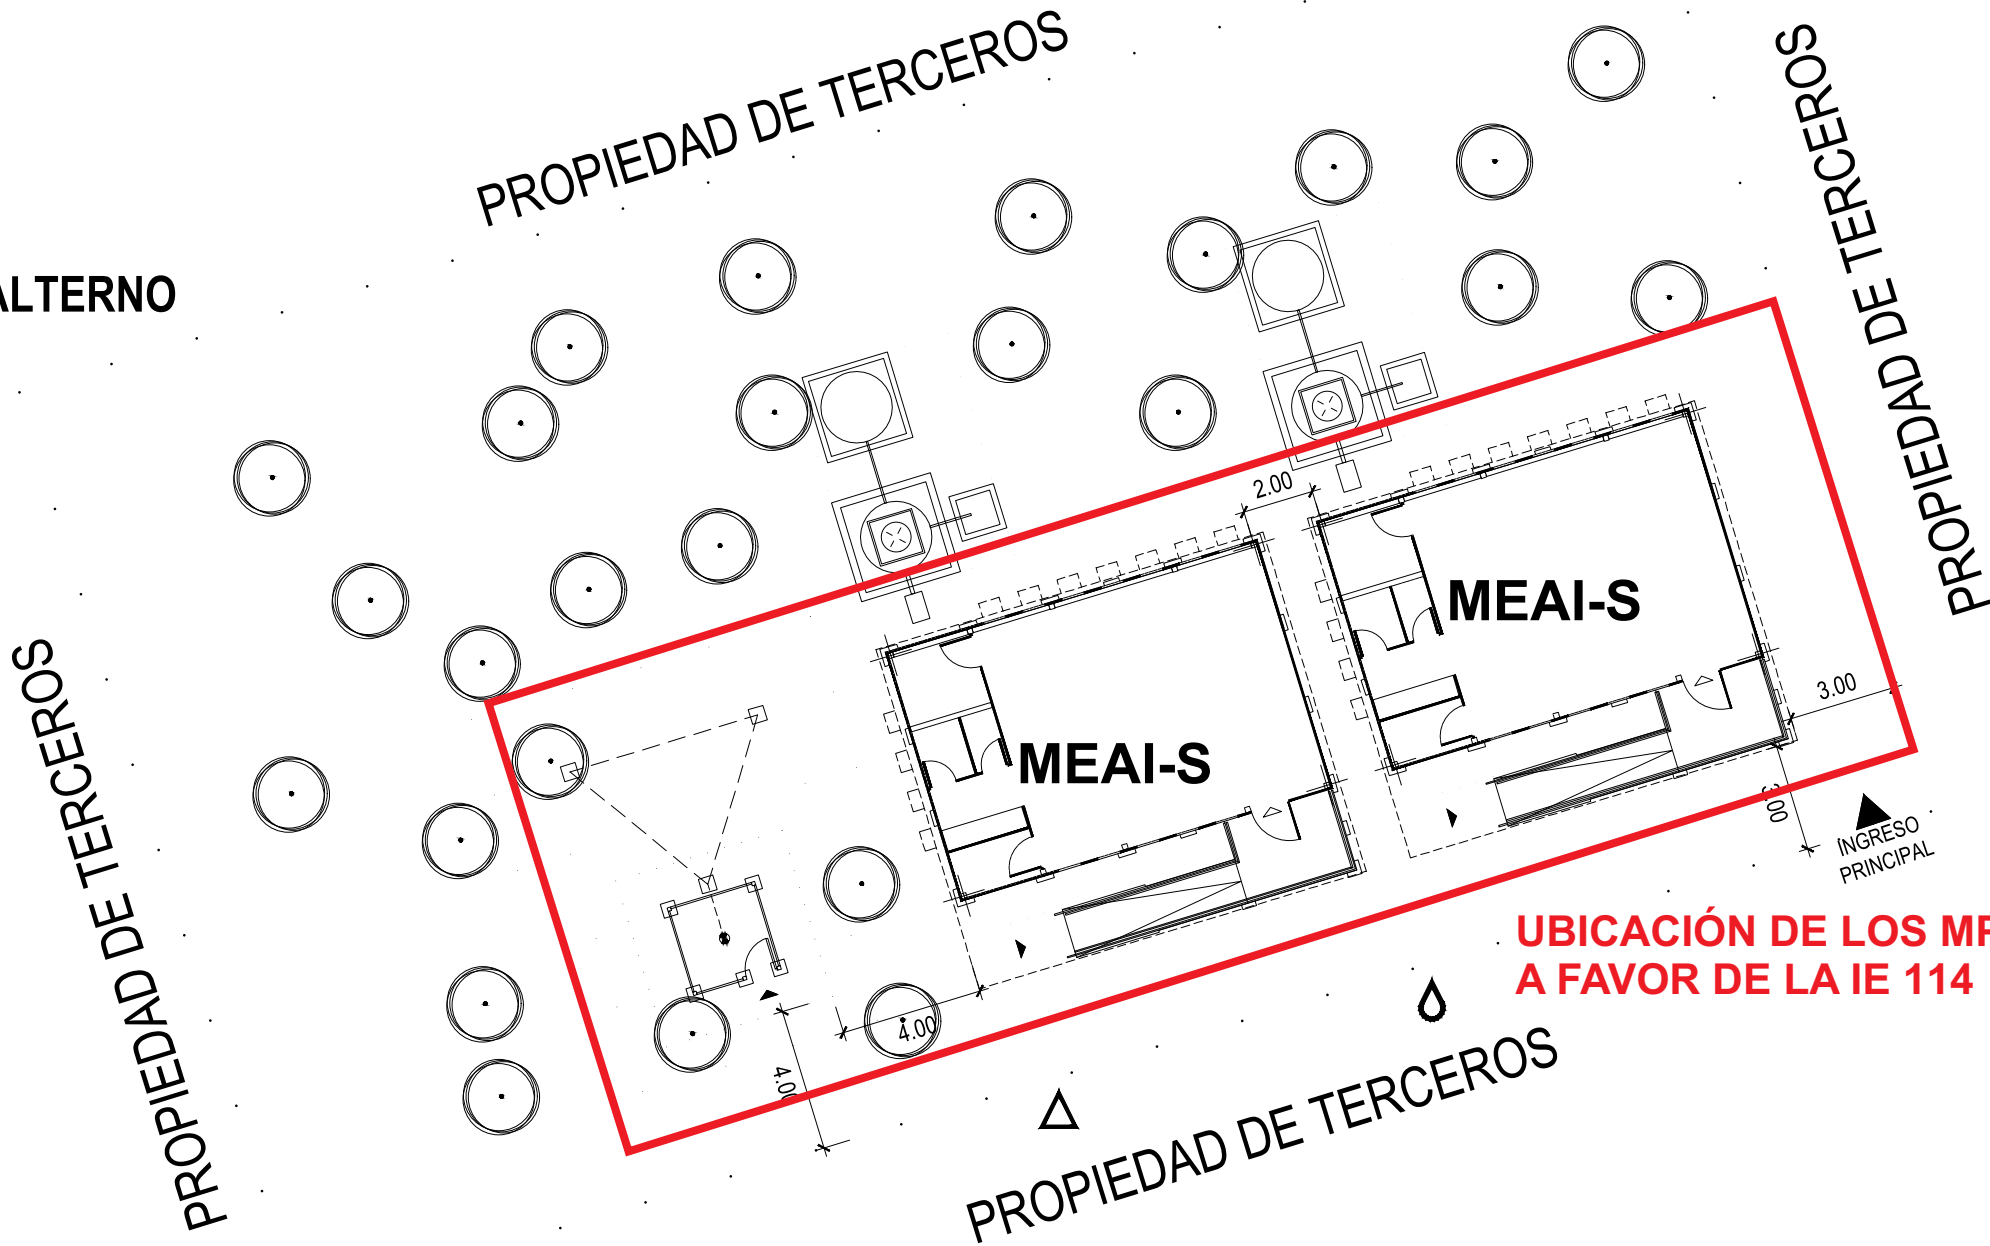 PROPIEDAD DE TERCEROS
PROPIEDAD DE TERCEROS
ALTERNO
2.00
MEAI-S
PROPIEDAD DE TERCEROS
3.00
MEAI-S
3.00
INGRESO
PRINCIPAL
UBICACIÓN DE LOS MP
A FAVOR DE LA IE 114
4.00
4.00
PROPIEDAD DE TERCEROS